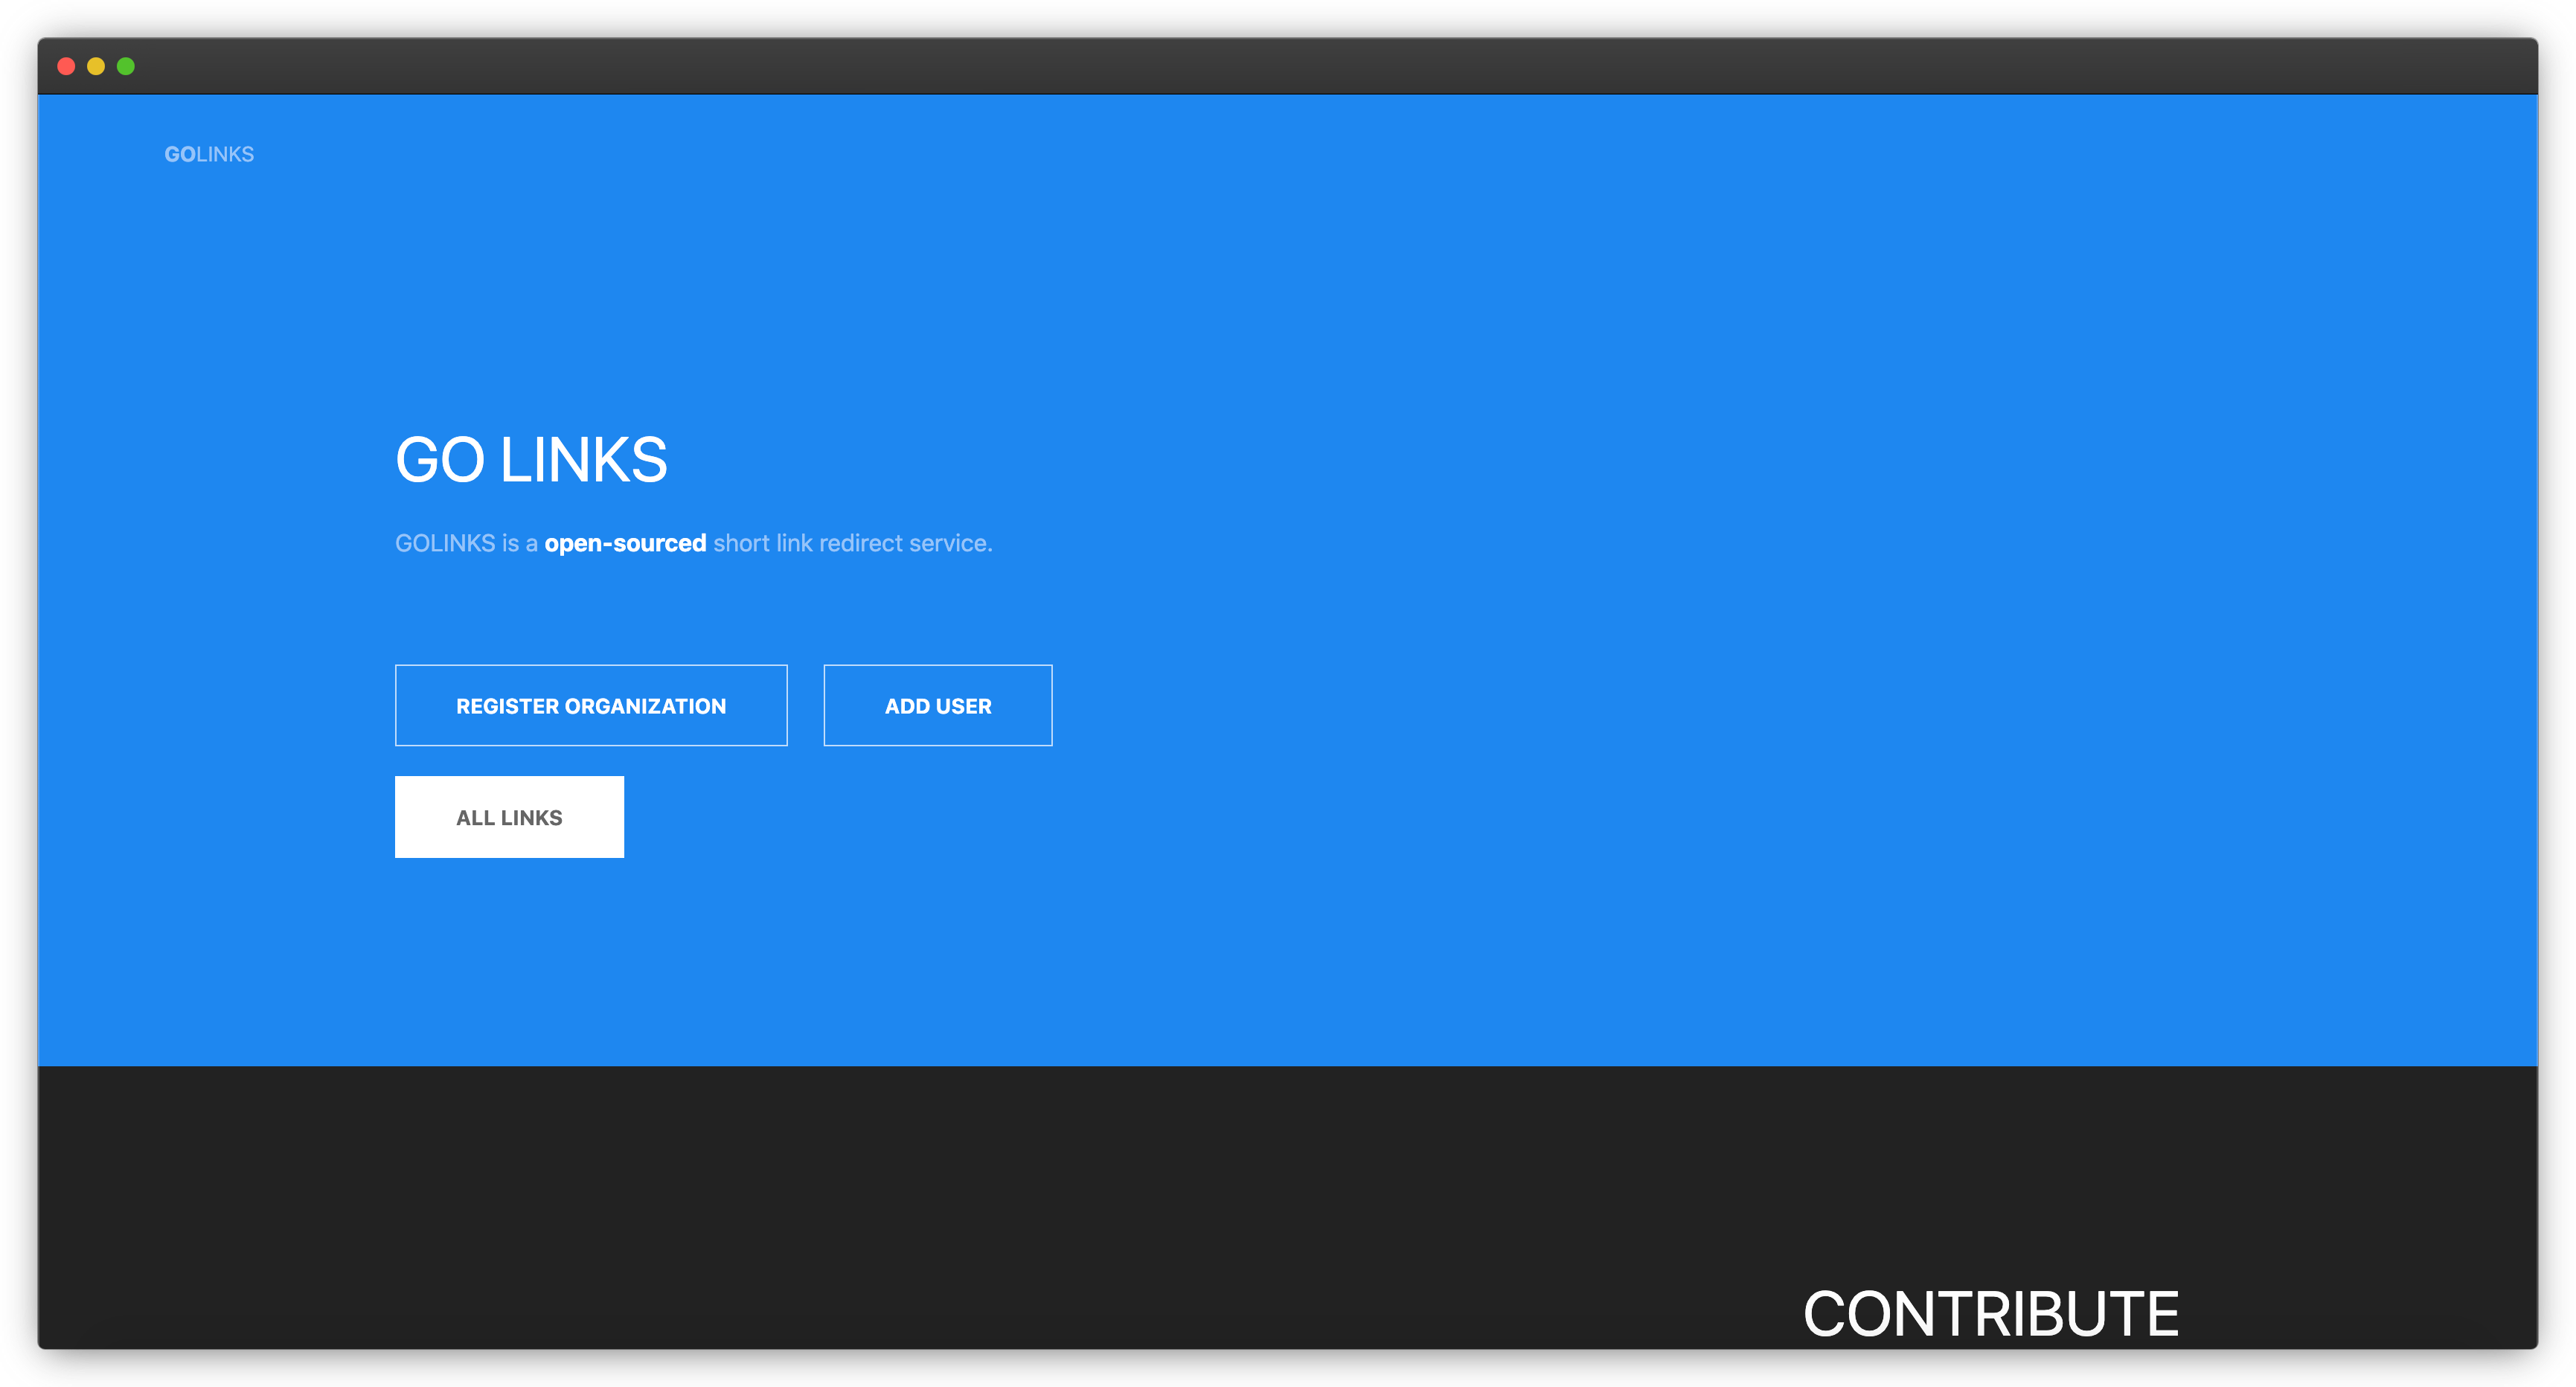 GOLINKS
GO LINKS
GOLINKS is a open-sourced short link redirect service.
REGISTER ORGANIZATION
ADD USER
ALL LINKS
CONTRIBUTE